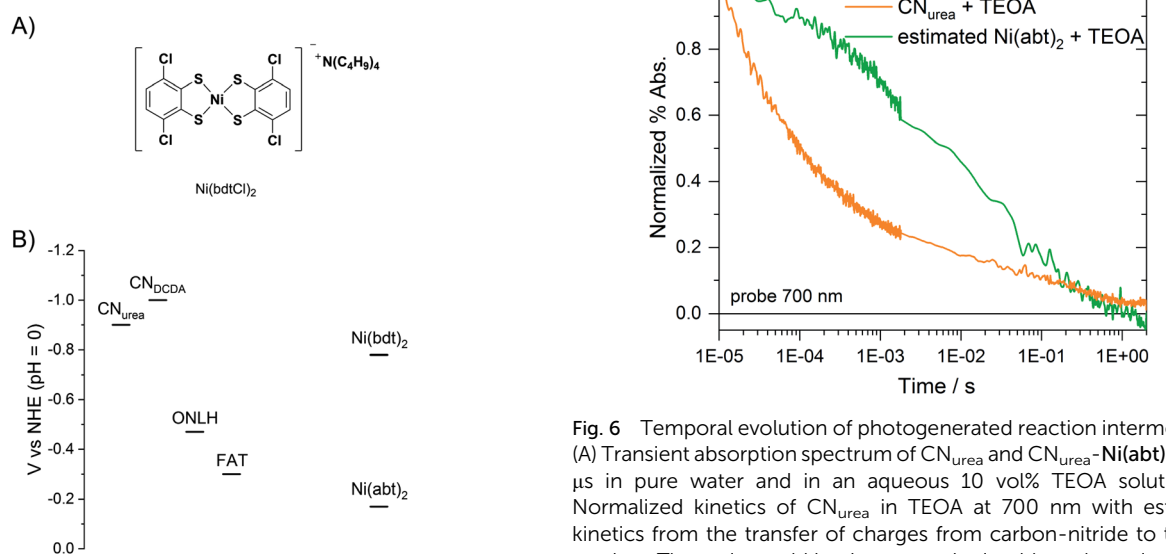 A)
Cl
Cl
S
S
Ni
S
S
Cl
Cl
− +N(C4H9)4
Ni(bdtCl)2
B)
V vs NHE (pH = 0)
-1.2
-1.0
-0.8
-0.6
-0.4
-0.2
0.0
CNurea
CNDCDA
ONLH
FAT
Ni(bdt)2
Ni(abt)2
CNurea + TEOA
estimated Ni(abt)2 + TEOA
Normalized % Abs.
0.8
0.6
0.4
0.2
0.0
probe 700 nm
1E-05 1E-04 1E-03 1E-02 1E-01 1E+00
Time / s
Fig. 6 Temporal evolution of photogenerated reaction interme
(A) Transient absorption spectrum of CNurea and CNurea-Ni(abt)
μs in pure water and in an aqueous 10 vol% TEOA solut
Normalized kinetics of CNurea in TEOA at 700 nm with est
kinetics from the transfer of charges from carbon-nitride to t